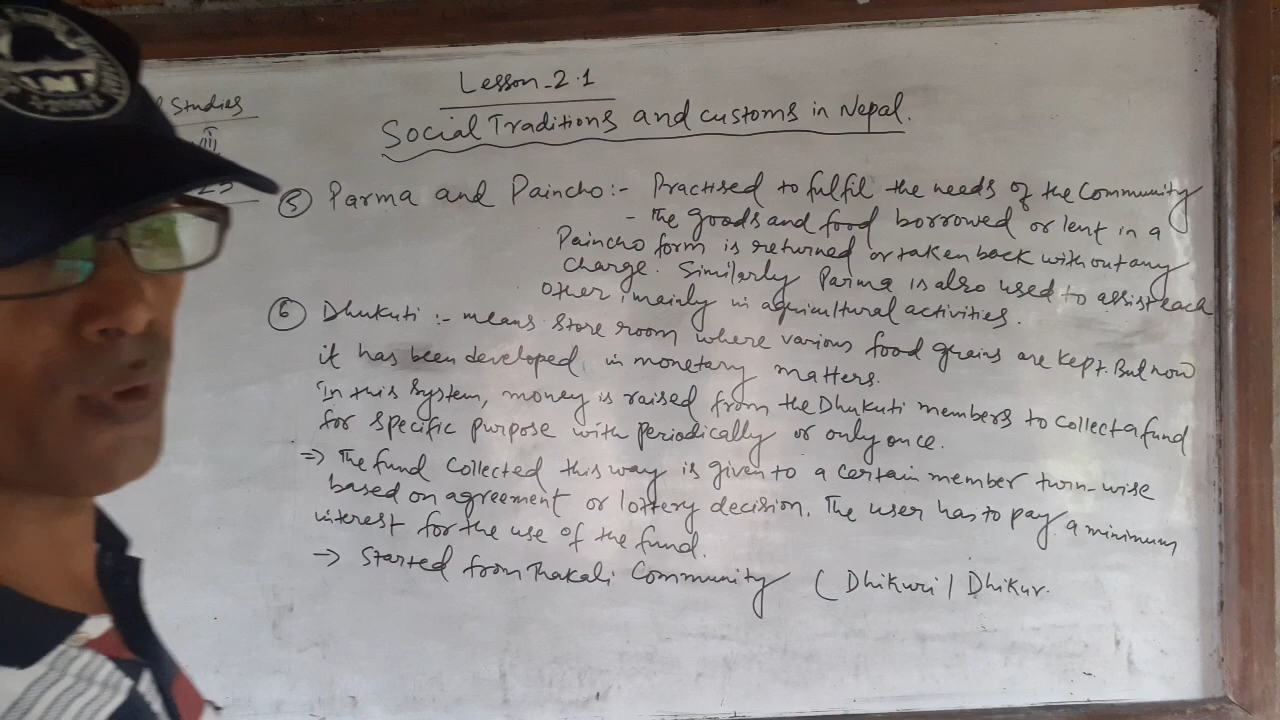 Studies
VIII
Lesson-2.1
Social Traditions and customs in Nepal.
5 Parma and Paincho:- Practised to fulfil the needs of the Community
- The goods and food borrowed or lent in a
Paincho form is returned or taken back without any
charge. Similarly Parma is also used to assist each
other, mainly in agricultural activities.
6 Dhukuti :- means store room where various food grains are kept. But now
it has been developed in monetary matters.
In this system, money is raised from the Dhukuti members to collect a fund
for specific purpose with periodically or only once.
⇒ The fund collected this way is given to a certain member turn-wise
based on agreement or lottery decision. The user has to pay a minimum
interest for the use of the fund.
→ Started from Thakali Community ( Dhikuri / Dhikur.